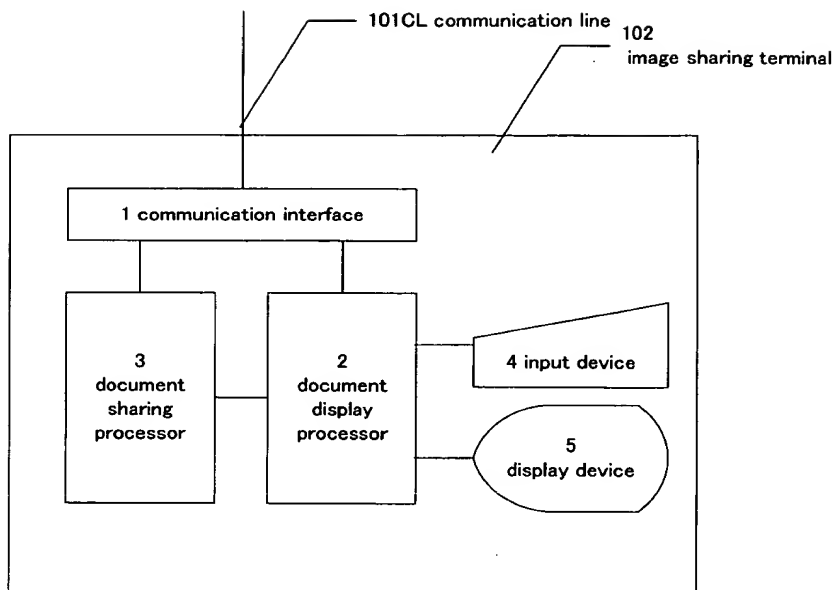 101CL communication line
102
image sharing terminal
1 communication interface
3
document
sharing
processor
2
document
display
processor
4 input device
5
display device